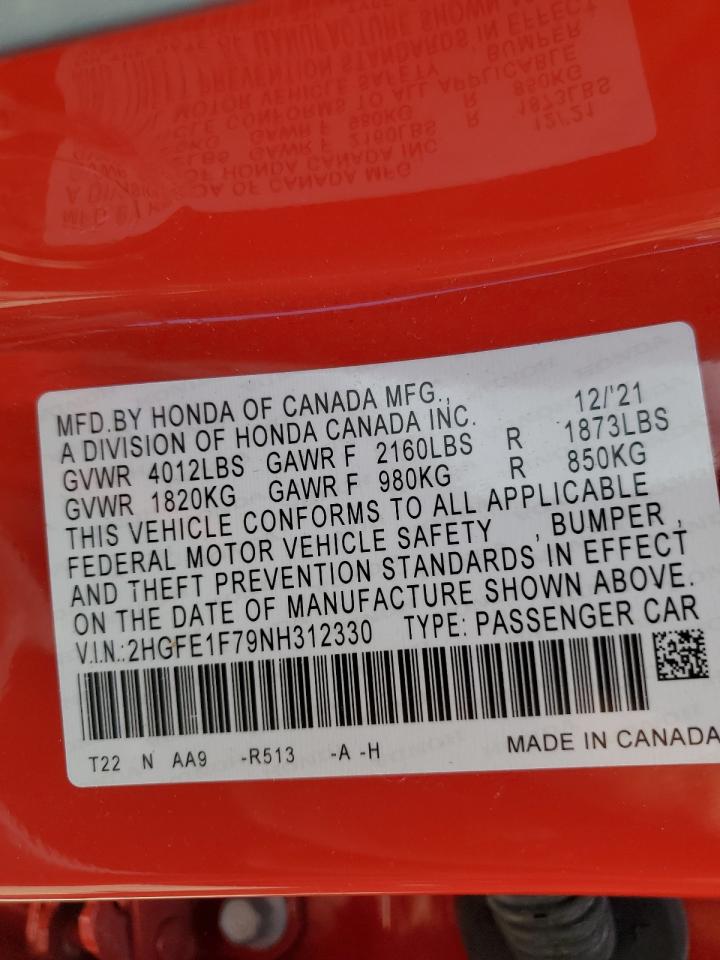 MFD.BY HONDA OF CANADA MFG., 12/'21
A DIVISION OF HONDA CANADA INC.
GVWR 4012LBS GAWR F 2160LBS R 1873LBS
GVWR 1820KG GAWR F 980KG R 850KG
THIS VEHICLE CONFORMS TO ALL APPLICABLE
FEDERAL MOTOR VEHICLE SAFETY , BUMPER ,
AND THEFT PREVENTION STANDARDS IN EFFECT
ON THE DATE OF MANUFACTURE SHOWN ABOVE.
V.I.N.:2HGFE1F79NH312330 TYPE: PASSENGER CAR
T22 N AA9 -R513 -A -H MADE IN CANADA